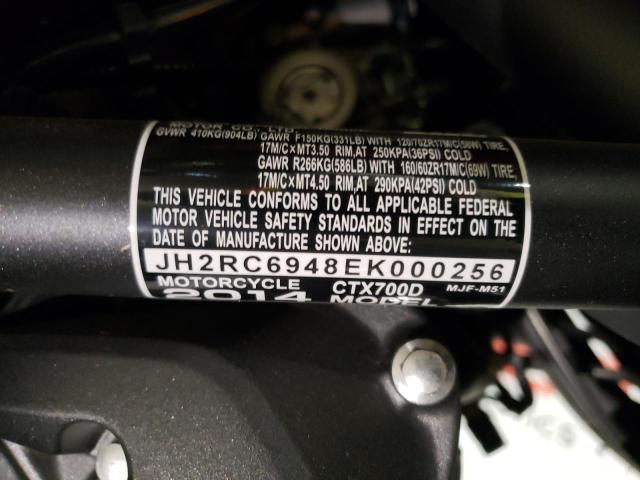 MOTOR CO., LTD.
GVWR 410KG(904LB) GAWR F150KG(331LB) WITH 120/70ZR17M/C(58W) TIRE,
17M/C×MT3.50 RIM,AT 250KPA(36PSI) COLD
GAWR R266KG(586LB) WITH 160/60ZR17M/C(69W) TIRE,
17M/C×MT4.50 RIM,AT 290KPA(42PSI) COLD
THIS VEHICLE CONFORMS TO ALL APPLICABLE FEDERAL
MOTOR VEHICLE SAFETY STANDARDS IN EFFECT ON THE
DATE OF MANUFACTURE SHOWN ABOVE:
JH2RC6948EK000256
MOTORCYCLE CTX700D MJF-M51
2014 MODEL